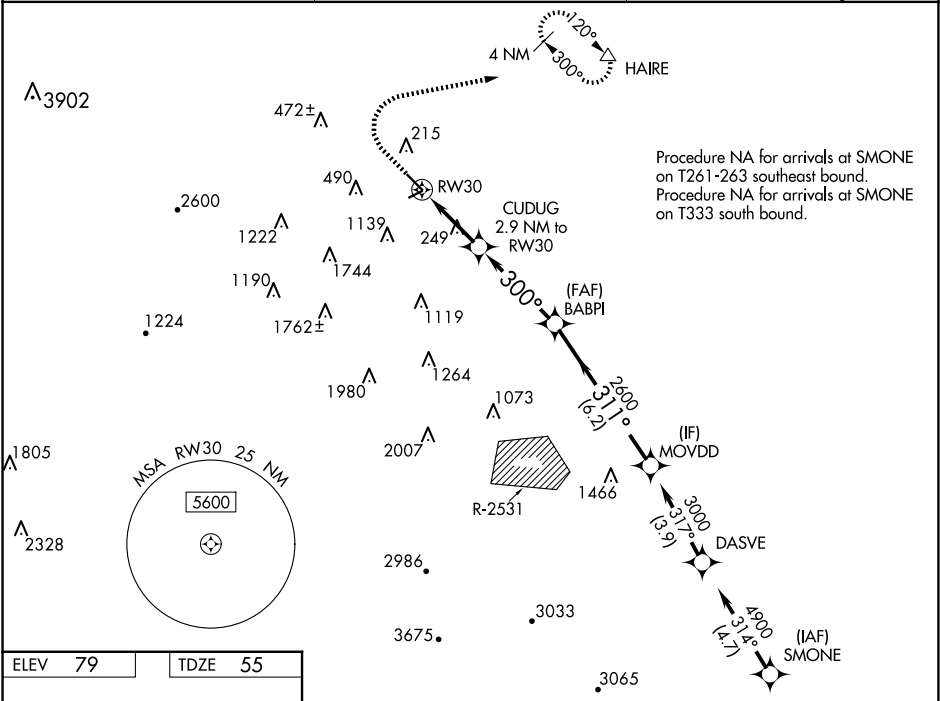 120°
4 NM
300°
HAIRE
3902
472±
215
Procedure NA for arrivals at SMONE
on T261-263 southeast bound.
Procedure NA for arrivals at SMONE
on T333 south bound.
490
RW30
2600
CUDUG
2.9 NM to
RW30
1222
1139
249
1744
1190
300°
(FAF)
BABPI
1762±
1119
1224
1264
1980
2600
311°
(6.2)
1073
(IF)
MOVDD
2007
1805
MSA RW30 25 NM
5600
1466
R-2531
3000
317°
(3.9)
2328
DASVE
2986
4900
314°
(4.7)
3033
3675
(IAF)
SMONE
ELEV 79
TDZE 55
3065